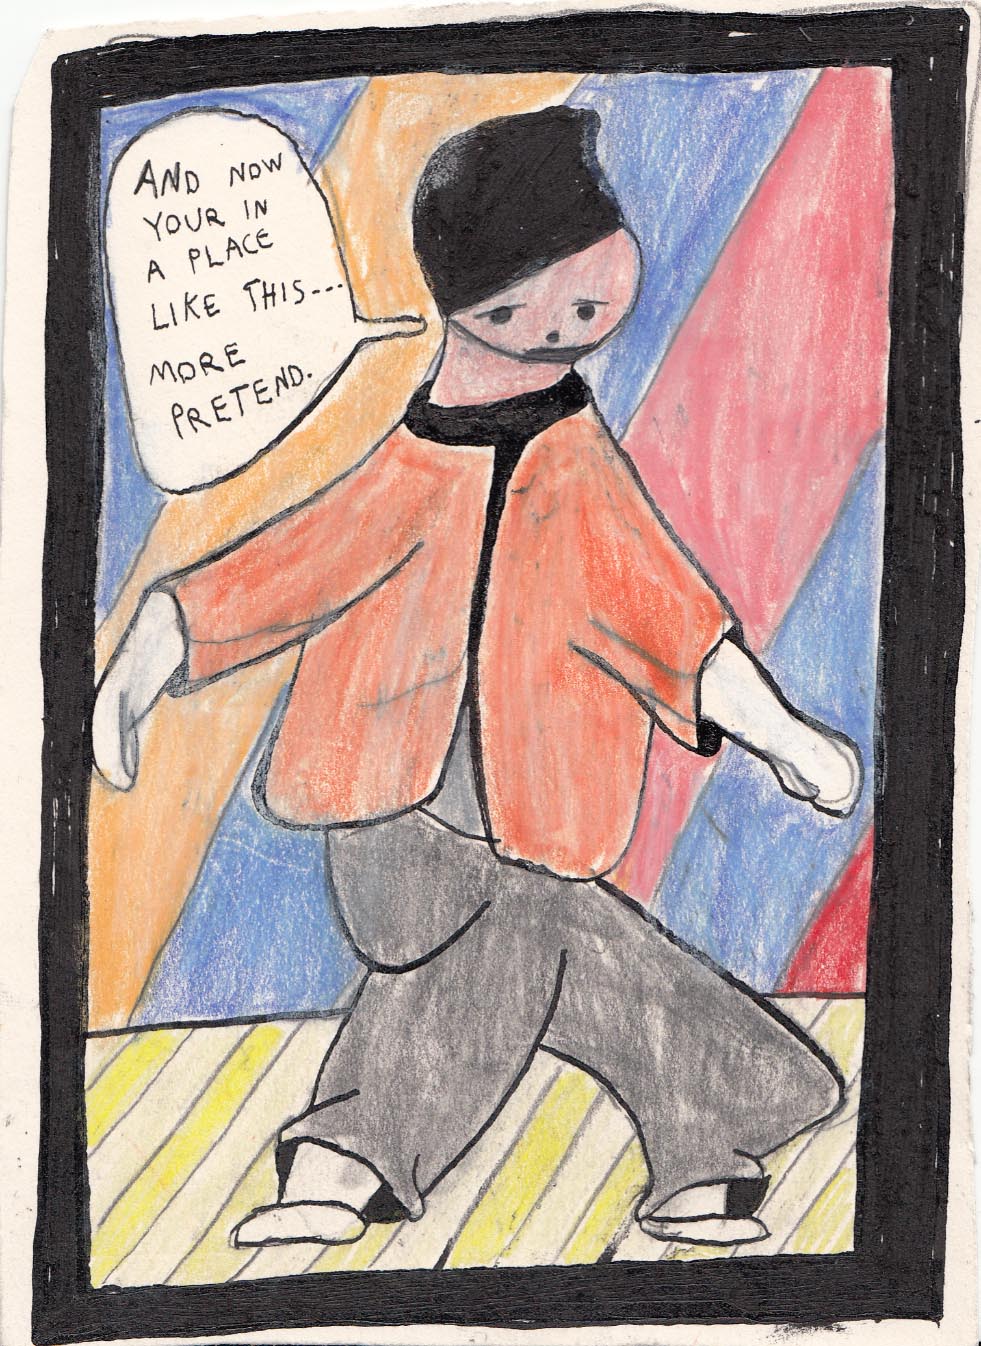 AND NOW
YOUR IN
A PLACE
LIKE THIS---
MORE
PRETEND.